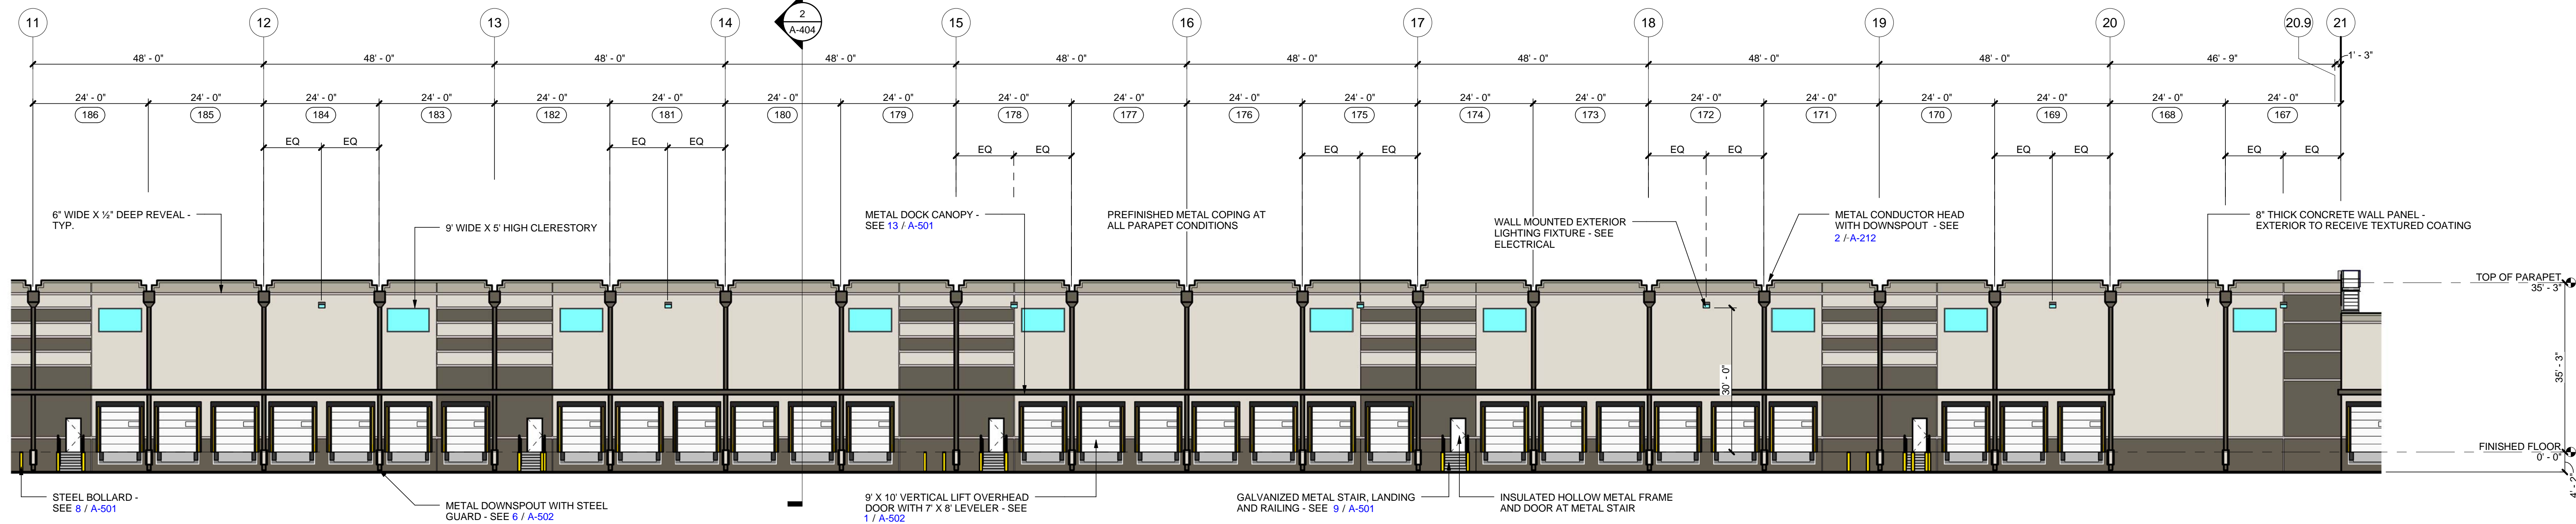 11 12 13 14 2 15 16 17 18 19 20 20.9 21
A-404
48' - 0" 48' - 0" 48' - 0" 48' - 0" 48' - 0" 48' - 0" 48' - 0" 48' - 0" 48' - 0" 46' - 9" 1' - 3"
24' - 0" 24' - 0" 24' - 0" 24' - 0" 24' - 0" 24' - 0" 24' - 0" 24' - 0" 24' - 0" 24' - 0" 24' - 0" 24' - 0" 24' - 0" 24' - 0" 24' - 0" 24' - 0" 24' - 0" 24' - 0" 24' - 0" 24' - 0"
186 185 184 183 182 181 180 179 178 177 176 175 174 173 172 171 170 169 168 167
EQ EQ EQ EQ EQ EQ EQ EQ EQ EQ EQ EQ EQ EQ
6" WIDE X ½" DEEP REVEAL -
TYP.
9' WIDE X 5' HIGH CLERESTORY
METAL DOCK CANOPY -
SEE 13 / A-501
PREFINISHED METAL COPING AT
ALL PARAPET CONDITIONS
WALL MOUNTED EXTERIOR
LIGHTING FIXTURE - SEE
ELECTRICAL
METAL CONDUCTOR HEAD
WITH DOWNSPOUT - SEE
2 / A-212
8" THICK CONCRETE WALL PANEL -
EXTERIOR TO RECEIVE TEXTURED COATING
TOP OF PARAPET
35' - 3"
30' - 0"
35' - 3"
FINISHED FLOOR
0' - 0"
4' - 2"
STEEL BOLLARD -
SEE 8 / A-501
METAL DOWNSPOUT WITH STEEL
GUARD - SEE 6 / A-502
9' X 10' VERTICAL LIFT OVERHEAD
DOOR WITH 7' X 8' LEVELER - SEE
1 / A-502
GALVANIZED METAL STAIR, LANDING
AND RAILING - SEE 9 / A-501
INSULATED HOLLOW METAL FRAME
AND DOOR AT METAL STAIR